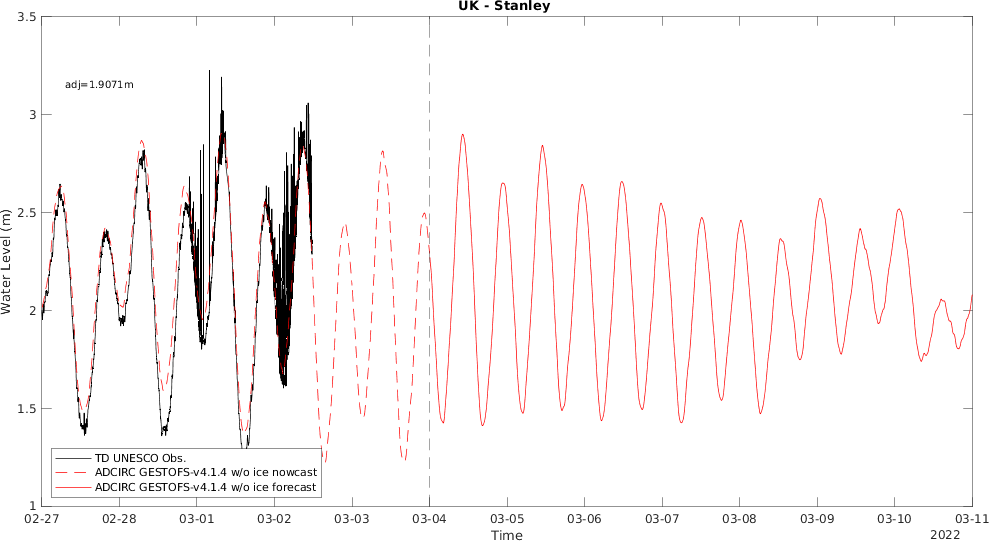 UK - Stanley
3.5
adj=1.9071m
3
2.5
Water Level (m)
2
1.5
TD UNESCO Obs.
ADCIRC GESTOFS-v4.1.4 w/o ice nowcast
ADCIRC GESTOFS-v4.1.4 w/o ice forecast
1
02-27 02-28 03-01 03-02 03-03 03-04 03-05 03-06 03-07 03-08 03-09 03-10 03-11
Time
2022